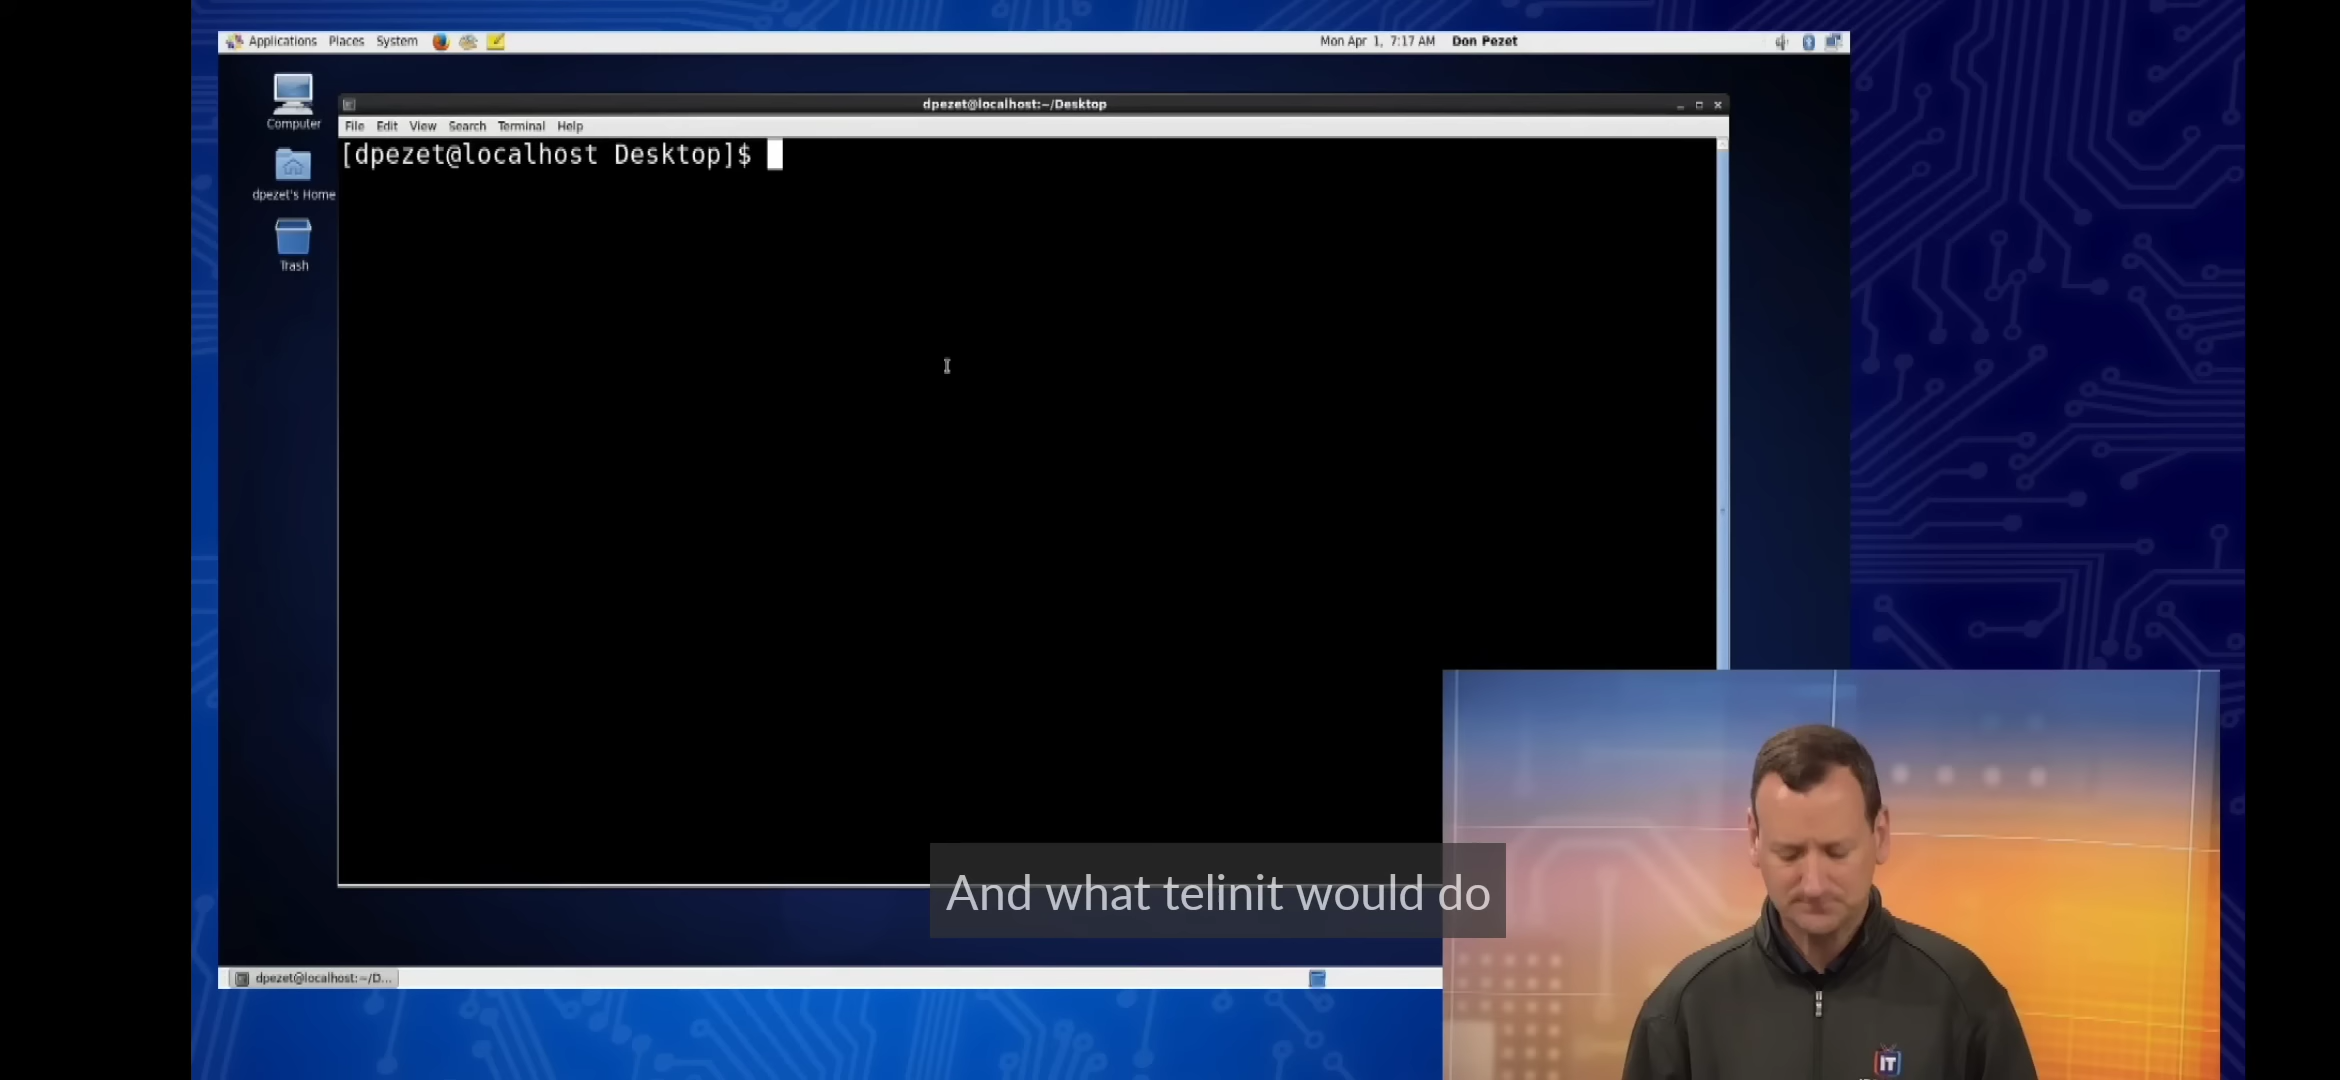 Applications Places System
Mon Apr 1, 7:17 AM Don Pezet
Computer
dpezet's Home
Trash
dpezet@localhost:~/Desktop
File Edit View Search Terminal Help
[dpezet@localhost Desktop]$
And what telinit would do
dpezet@localhost:~/D...
IT